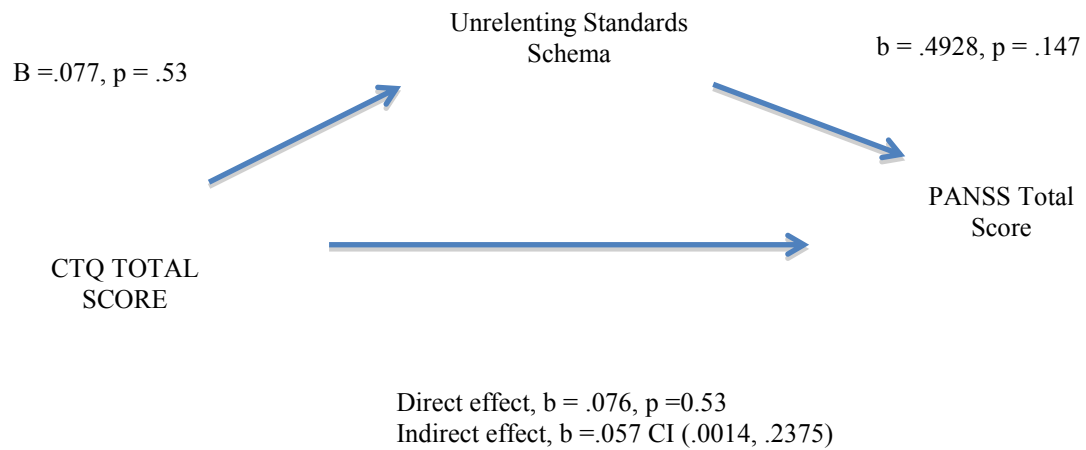 Unrelenting Standards
Schema
b = .4928, p = .147
B =.077, p = .53
PANSS Total
Score
CTQ TOTAL
SCORE
Direct effect, b = .076, p =0.53
Indirect effect, b =.057 CI (.0014, .2375)